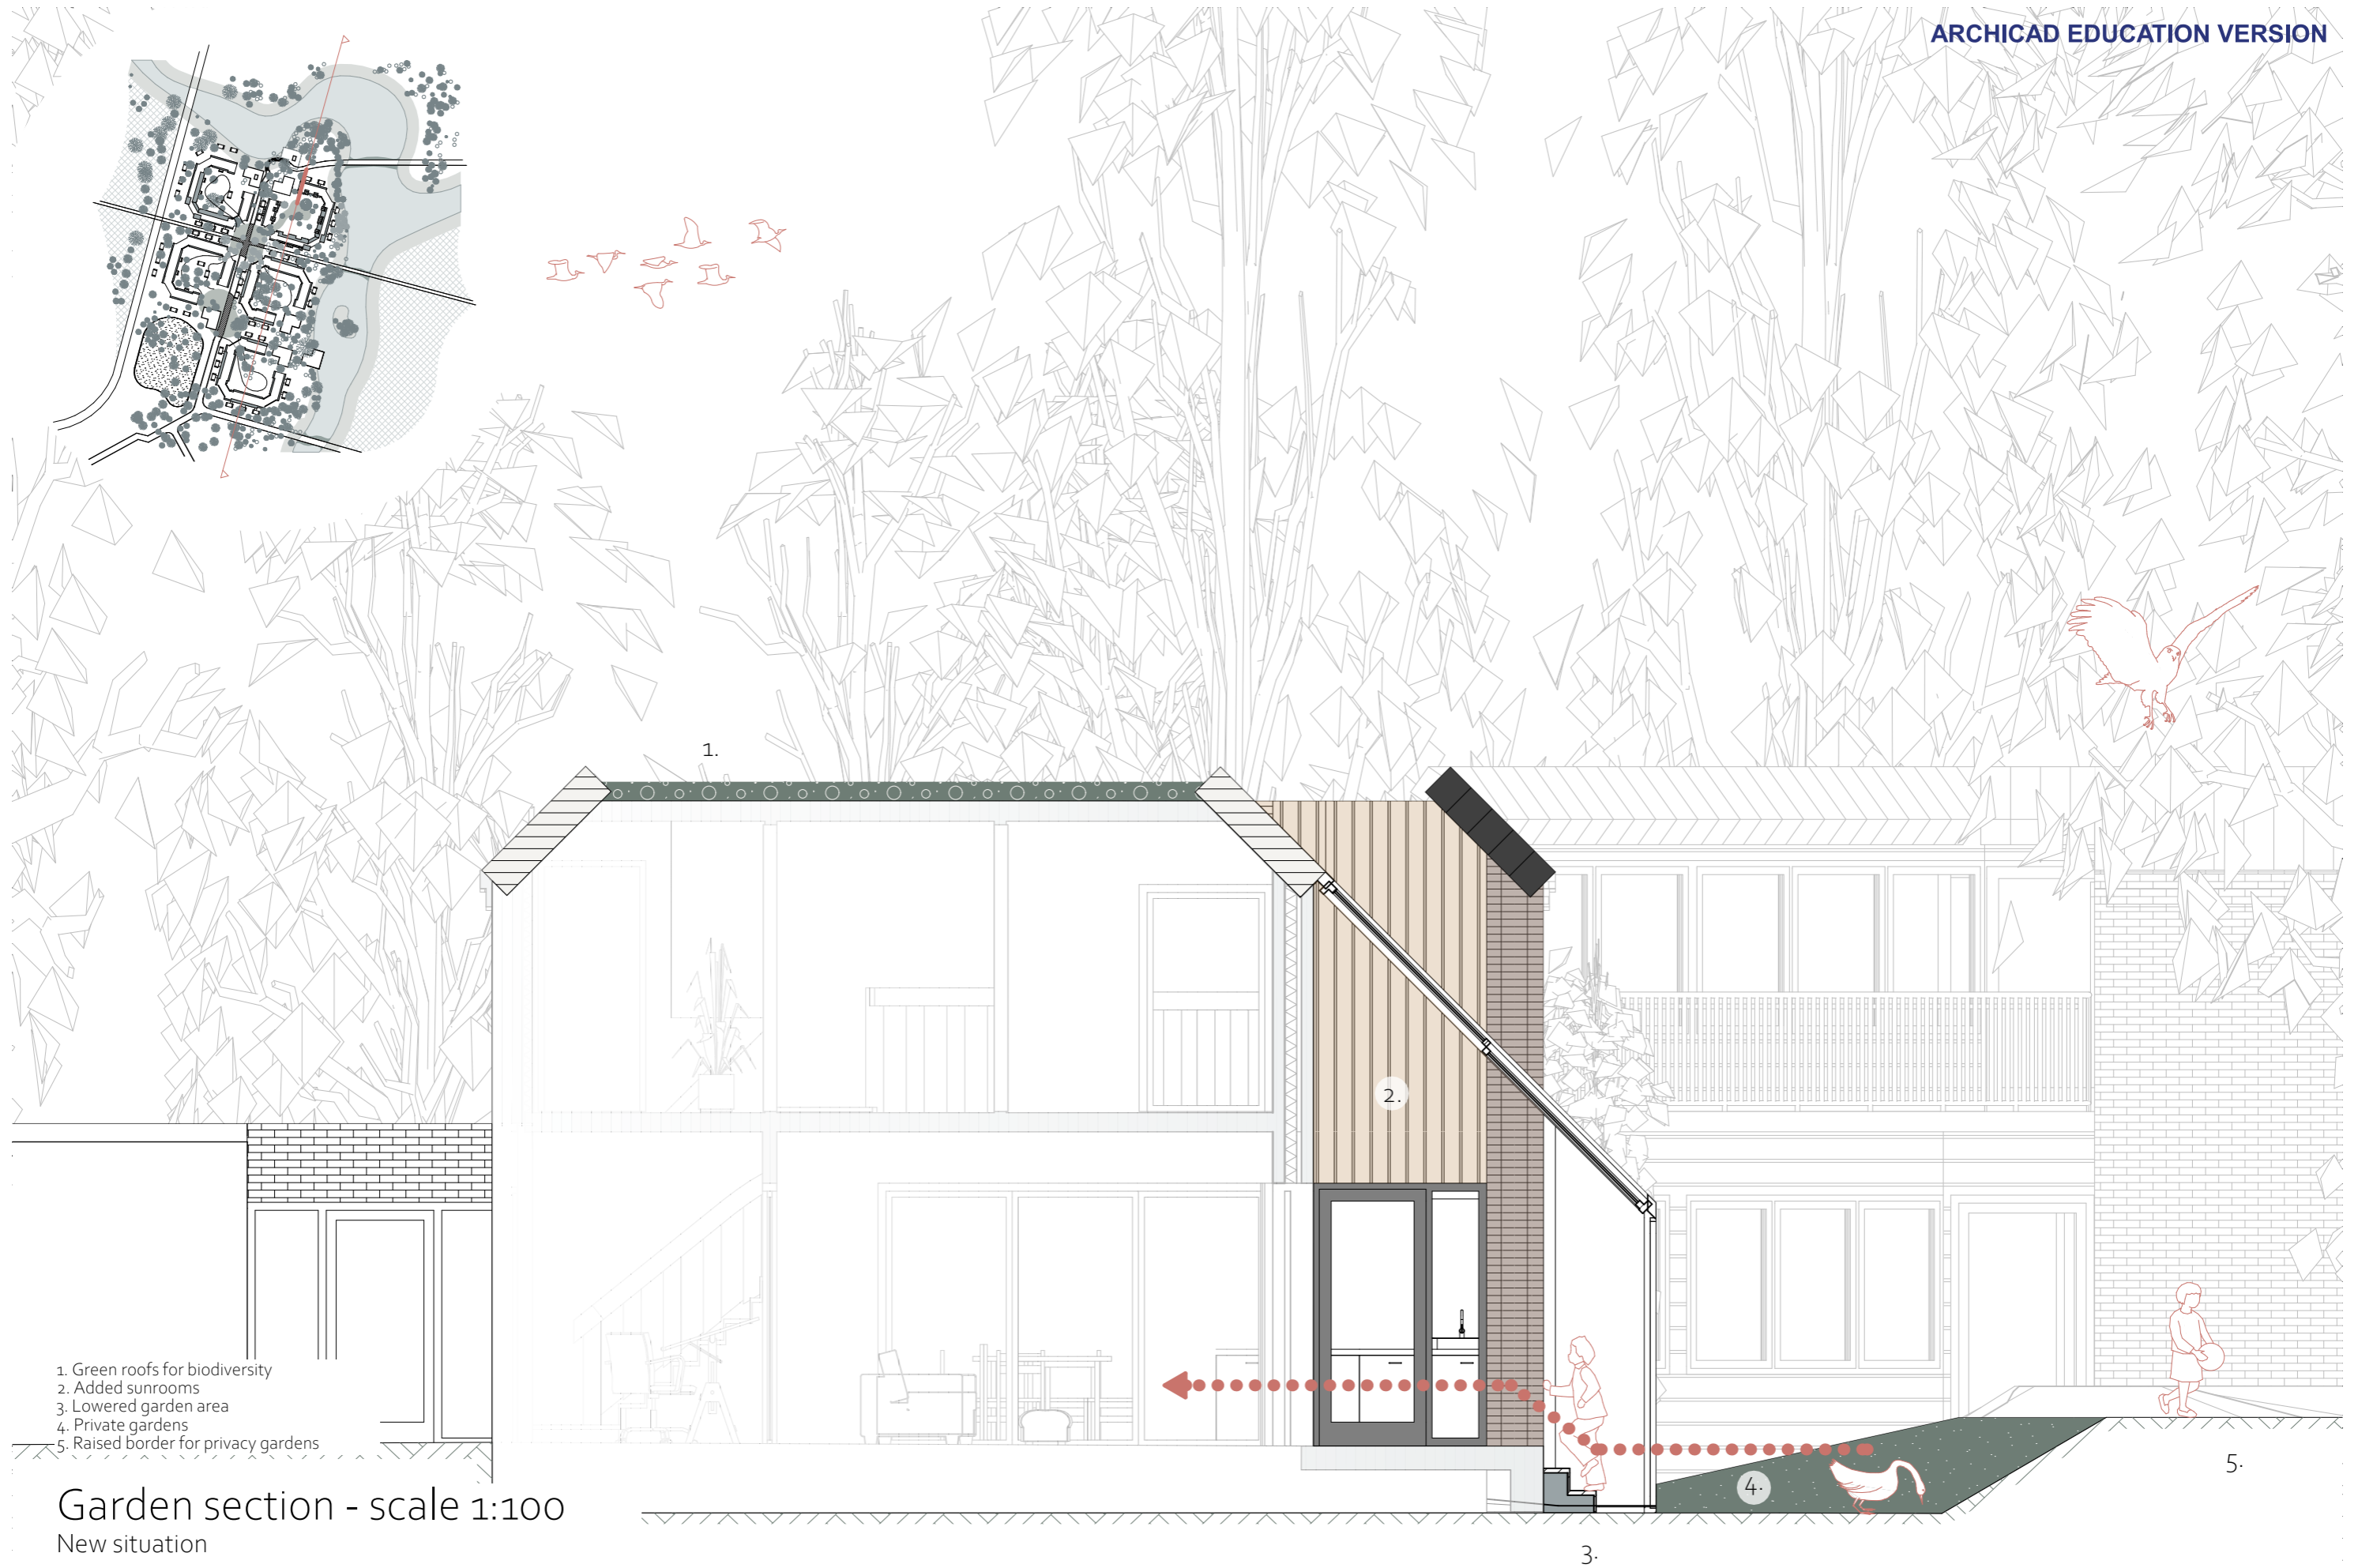 ARCHICAD EDUCATION VERSION
1.
2.
1. Green roofs for biodiversity
2. Added sunrooms
3. Lowered garden area
4. Private gardens
5. Raised border for privacy gardens
4.
5.
Garden section - scale 1:100
New situation
3.